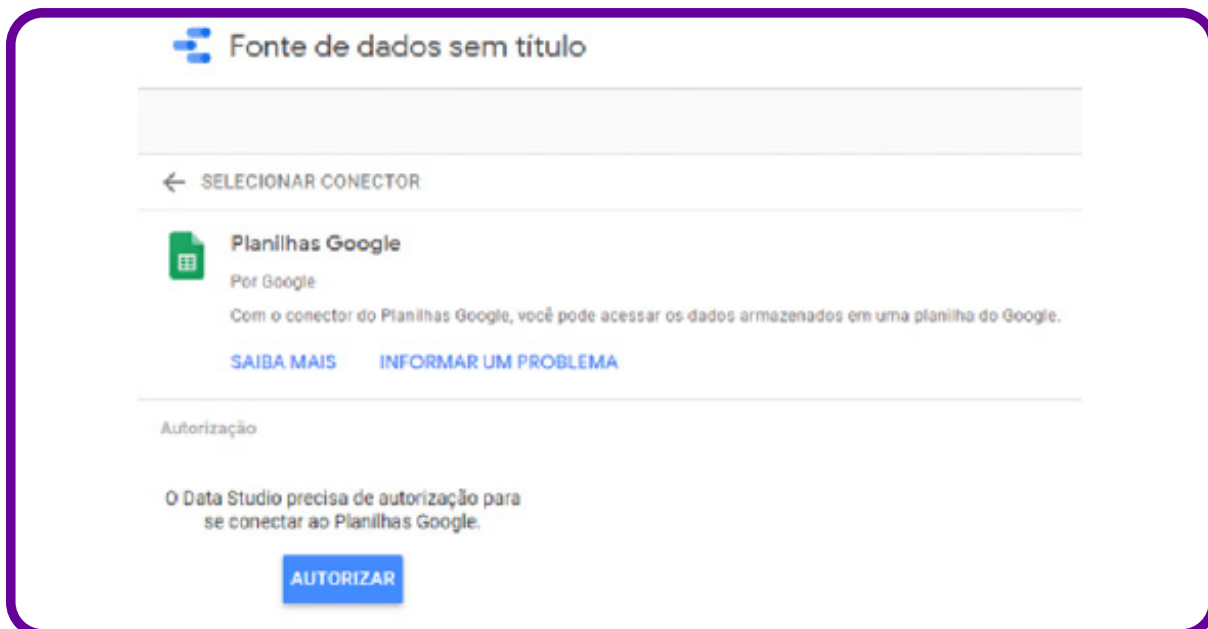 Fonte de dados sem título
← SELECIONAR CONECTOR
Planilhas Google
Por Google
Com o conector do Planilhas Google, você pode acessar os dados armazenados em uma planilha do Google.
SAIBA MAIS INFORMAR UM PROBLEMA
Autorização
O Data Studio precisa de autorização para
se conectar ao Planilhas Google.
AUTORIZAR